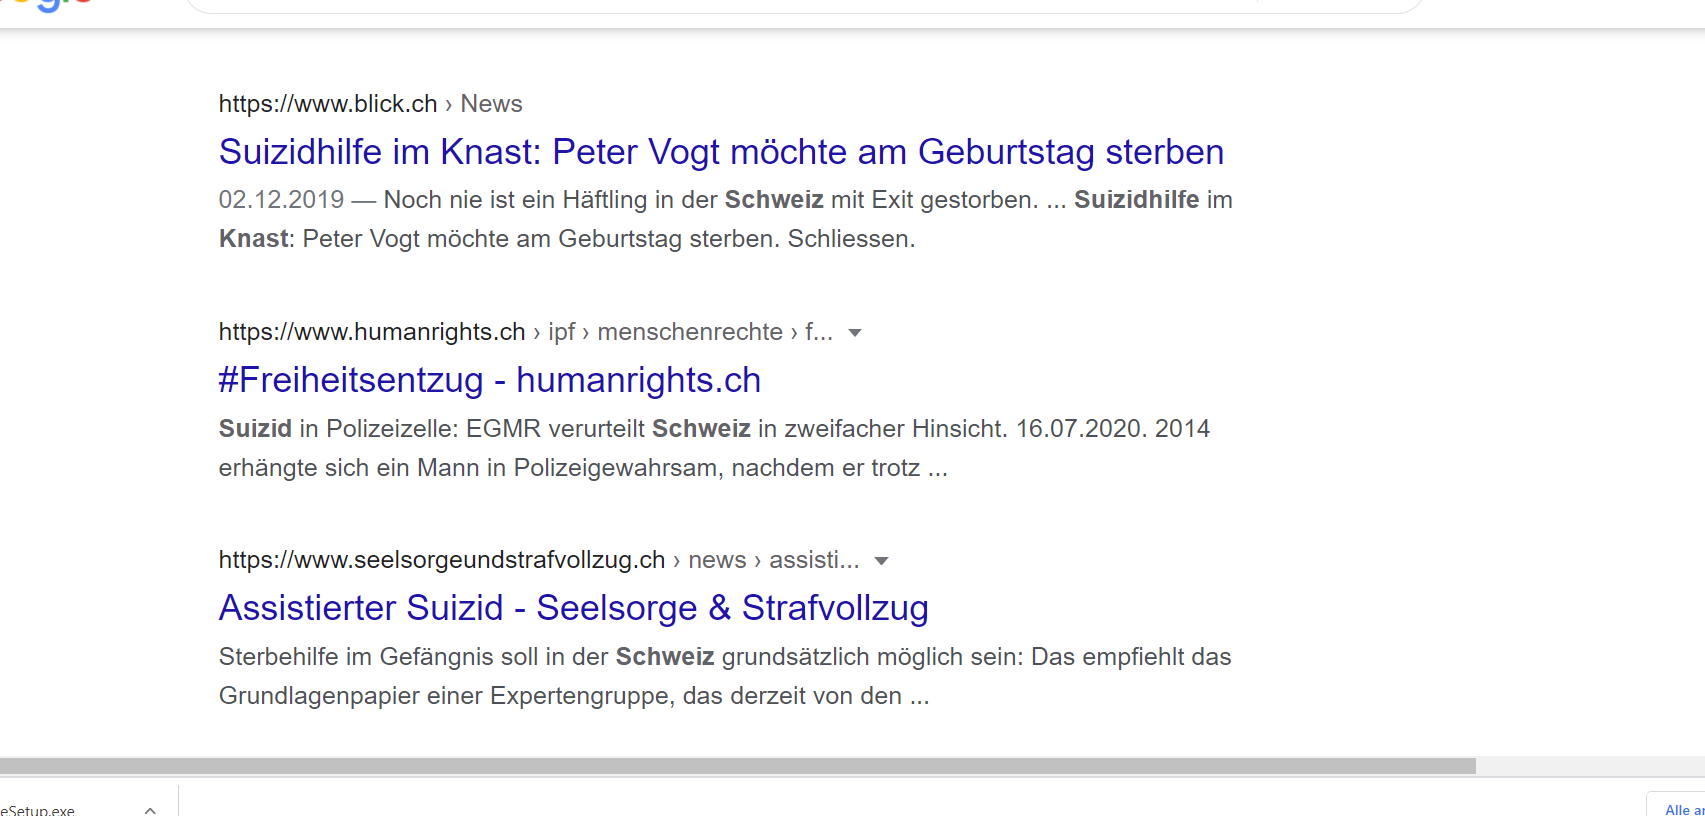 https://www.blick.ch › News
Suizidhilfe im Knast: Peter Vogt möchte am Geburtstag sterben
02.12.2019 — Noch nie ist ein Häftling in der Schweiz mit Exit gestorben. ... Suizidhilfe im
Knast: Peter Vogt möchte am Geburtstag sterben. Schliessen.
https://www.humanrights.ch › ipf › menschenrechte › f...
#Freiheitsentzug - humanrights.ch
Suizid in Polizeizelle: EGMR verurteilt Schweiz in zweifacher Hinsicht. 16.07.2020. 2014
erhängte sich ein Mann in Polizeigewahrsam, nachdem er trotz ...
https://www.seelsorgeundstrafvollzug.ch › news › assisti...
Assistierter Suizid - Seelsorge & Strafvollzug
Sterbehilfe im Gefängnis soll in der Schweiz grundsätzlich möglich sein: Das empfiehlt das
Grundlagenpapier einer Expertengruppe, das derzeit von den ...
eSetup.exe
Alle